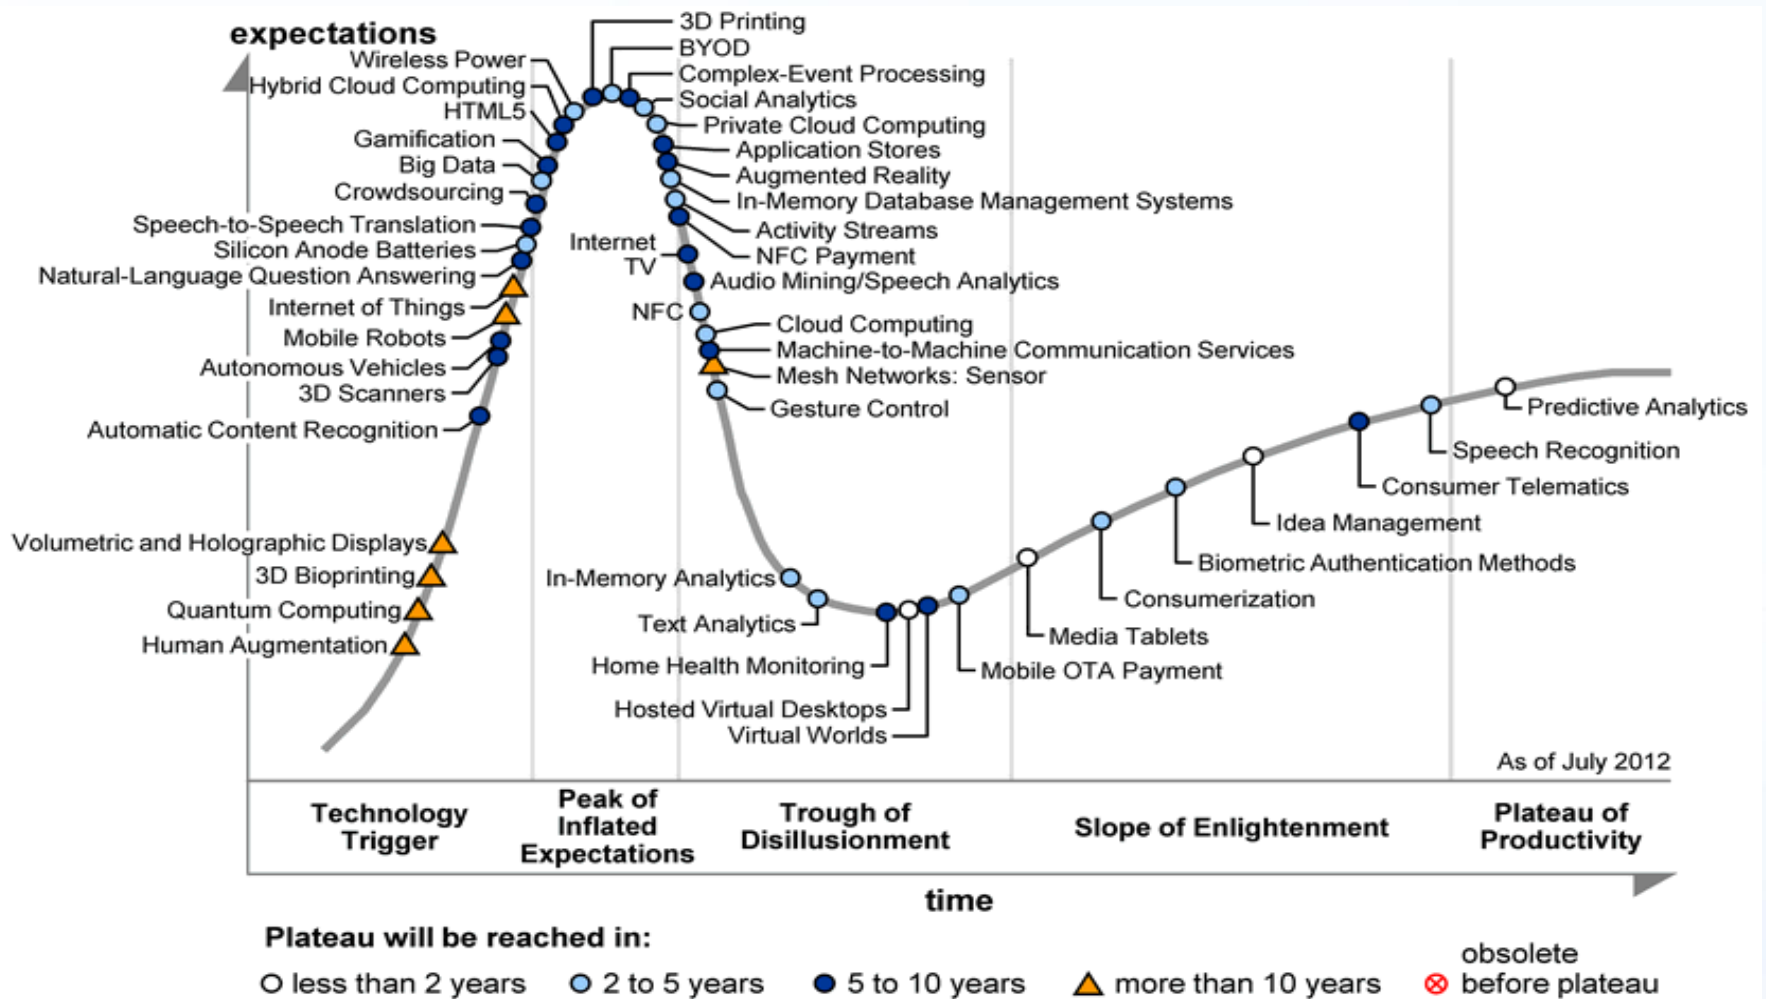 expectations
3D Printing
BYOD
Wireless Power
Complex-Event Processing
Hybrid Cloud Computing
Social Analytics
HTML5
Private Cloud Computing
Gamification
Application Stores
Big Data
Augmented Reality
Crowdsourcing
In-Memory Database Management Systems
Speech-to-Speech Translation
Activity Streams
Silicon Anode Batteries
Internet
TV
NFC Payment
Natural-Language Question Answering
Audio Mining/Speech Analytics
Internet of Things
NFC
Cloud Computing
Mobile Robots
Machine-to-Machine Communication Services
Autonomous Vehicles
Mesh Networks: Sensor
3D Scanners
Gesture Control
Predictive Analytics
Automatic Content Recognition
Speech Recognition
Consumer Telematics
Idea Management
Volumetric and Holographic Displays
Biometric Authentication Methods
3D Bioprinting
In-Memory Analytics
Consumerization
Quantum Computing
Text Analytics
Media Tablets
Human Augmentation
Home Health Monitoring
Mobile OTA Payment
Hosted Virtual Desktops
Virtual Worlds
As of July 2012
Technology
Trigger
Peak of
Inflated
Expectations
Trough of
Disillusionment
Slope of Enlightenment
Plateau of
Productivity
time
Plateau will be reached in:
less than 2 years
2 to 5 years
5 to 10 years
more than 10 years
obsolete
before plateau